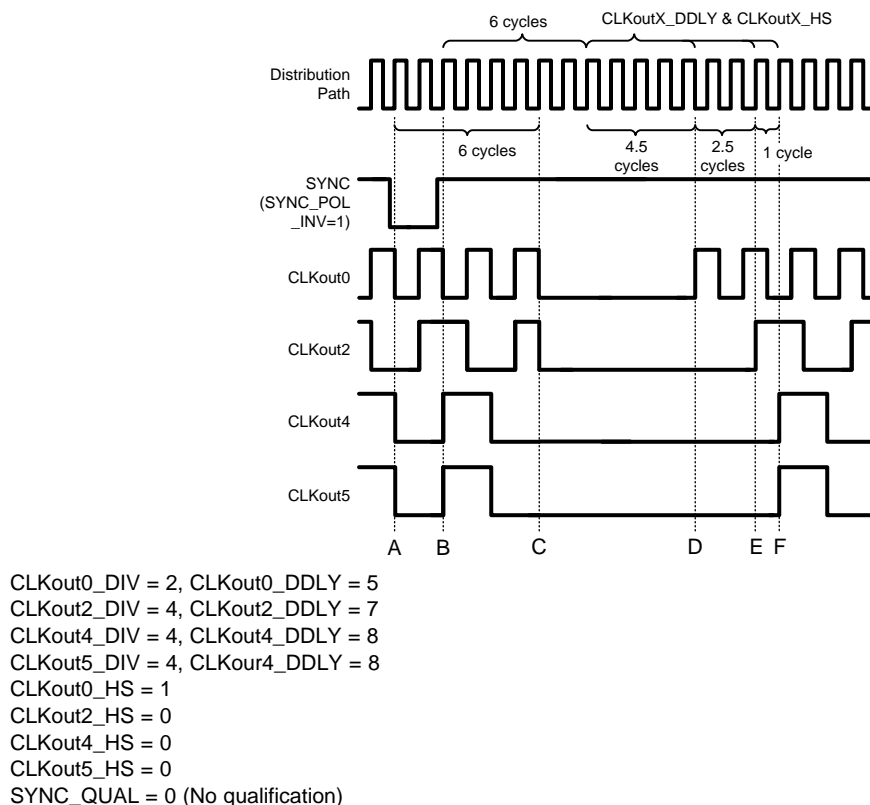 6 cycles
CLKoutX_DDLY & CLKoutX_HS
Distribution
Path
6 cycles
4.5
cycles
2.5
cycles
1 cycle
SYNC
(SYNC_POL
_INV=1)
CLKout0
CLKout2
CLKout4
CLKout5
A B C D E F
CLKout0_DIV = 2, CLKout0_DDLY = 5
CLKout2_DIV = 4, CLKout2_DDLY = 7
CLKout4_DIV = 4, CLKout4_DDLY = 8
CLKout5_DIV = 4, CLKour4_DDLY = 8
CLKout0_HS = 1
CLKout2_HS = 0
CLKout4_HS = 0
CLKout5_HS = 0
SYNC_QUAL = 0 (No qualification)